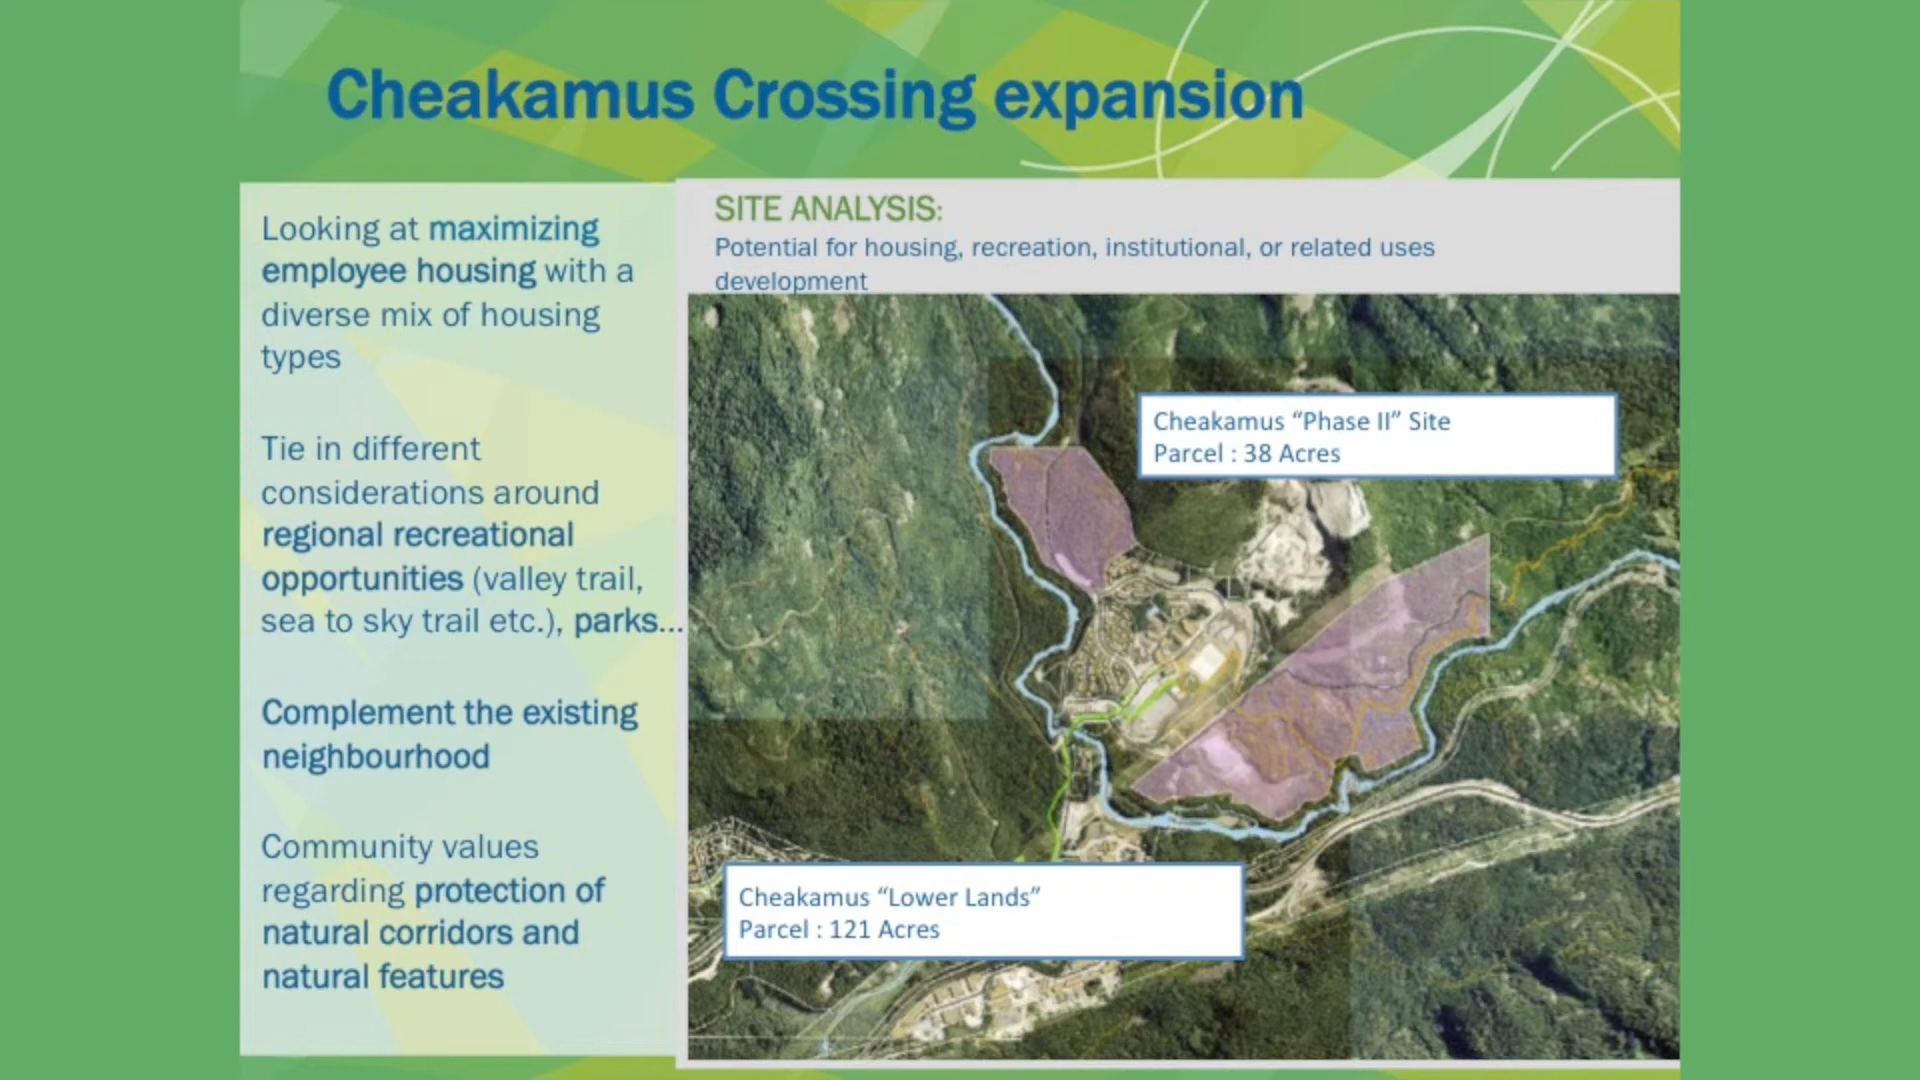 Cheakamus Crossing expansion
Looking at maximizing
employee housing with a
diverse mix of housing
types
Tie in different
considerations around
regional recreational
opportunities (valley trail,
sea to sky trail etc.), parks...
Complement the existing
neighbourhood
Community values
regarding protection of
natural corridors and
natural features
SITE ANALYSIS:
Potential for housing, recreation, institutional, or related uses
development
Cheakamus “Phase II” Site
Parcel : 38 Acres
Cheakamus “Lower Lands”
Parcel : 121 Acres